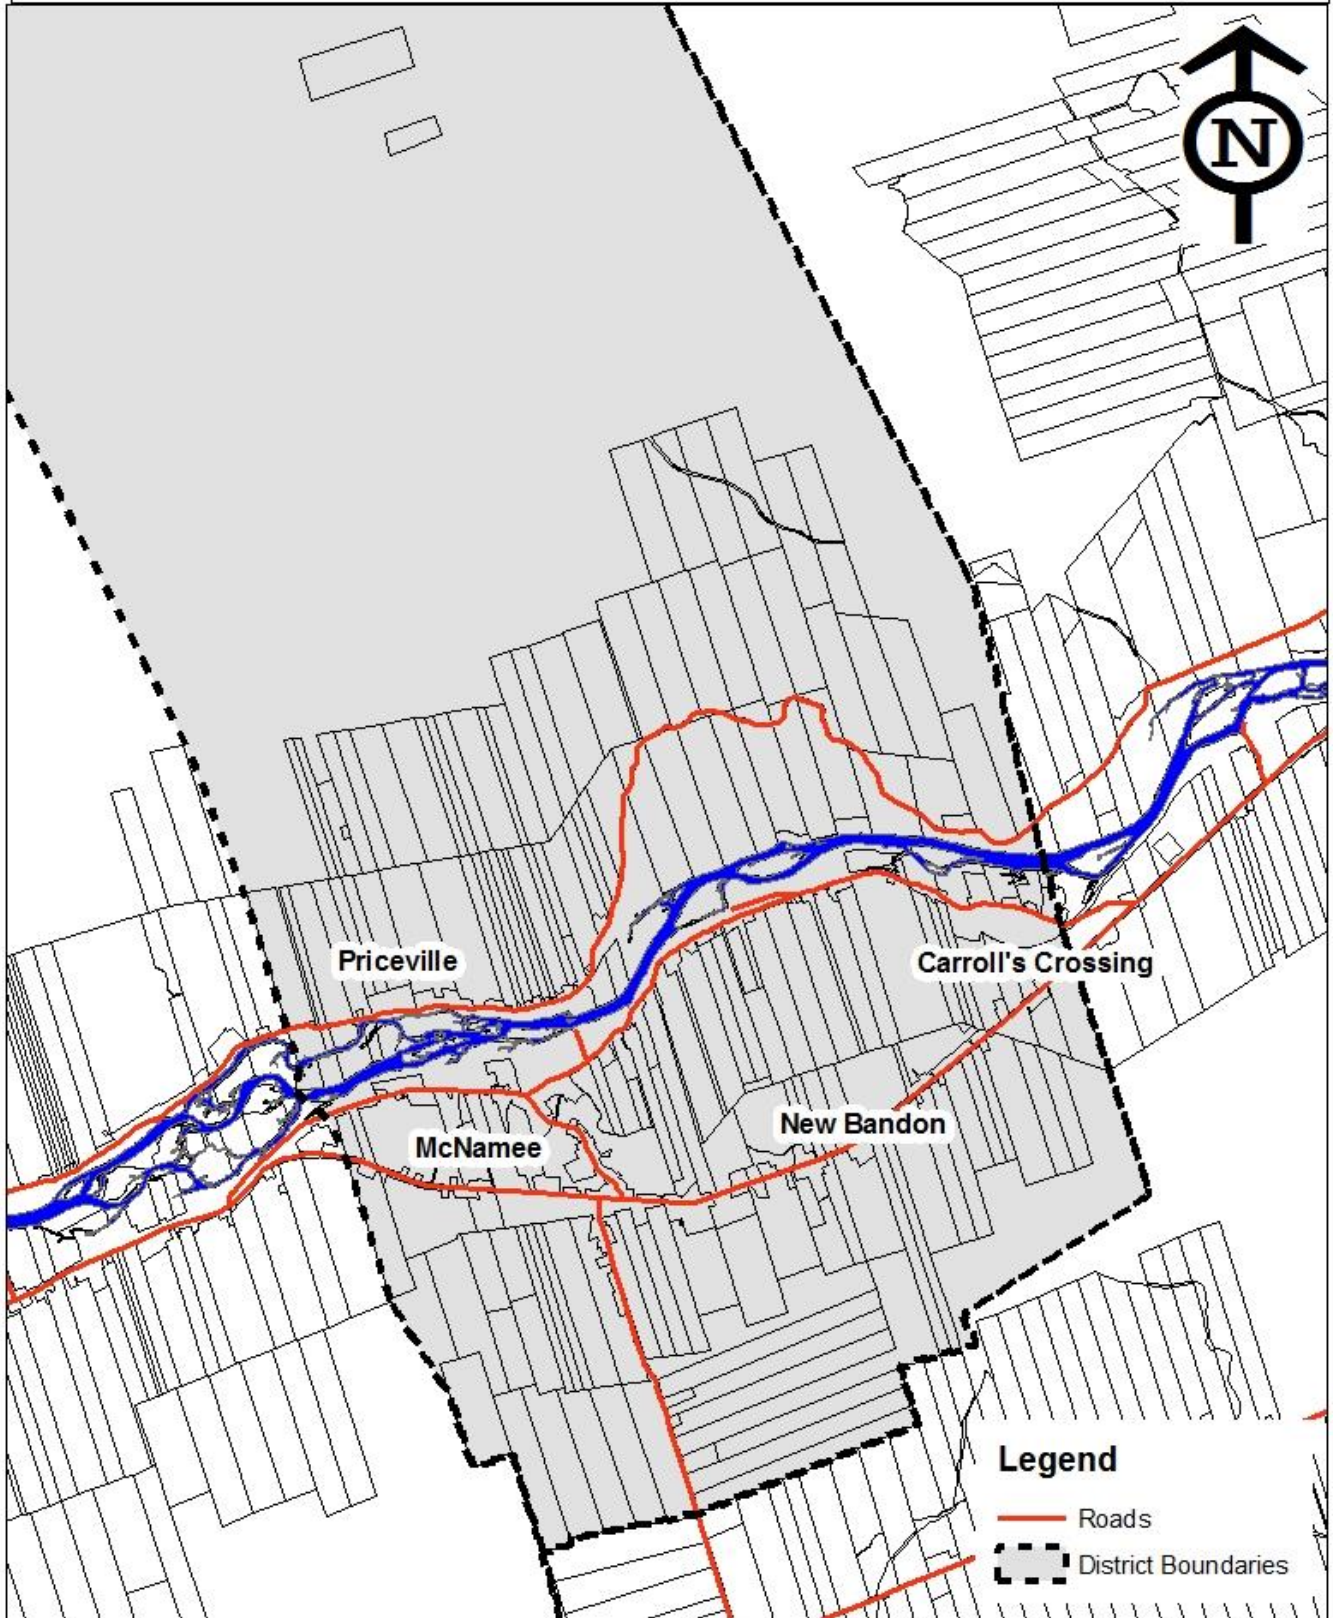 N
Priceville
Carroll's Crossing
New Bandon
McNamee
Legend
Roads
District Boundaries